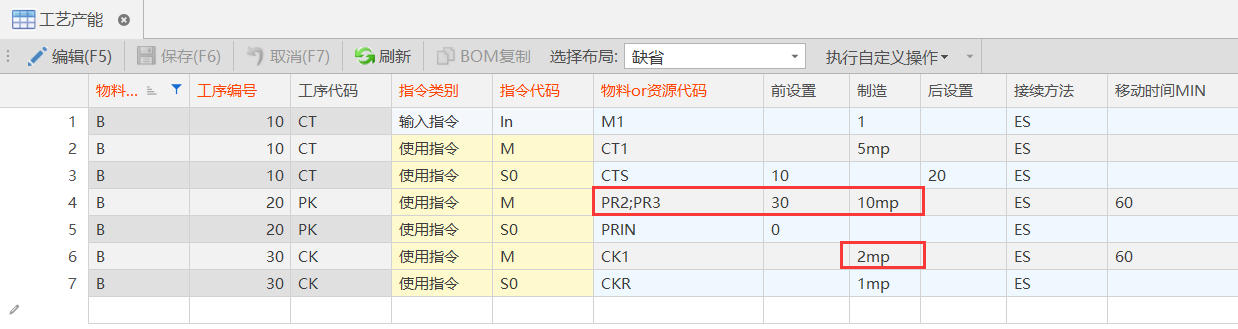 工艺产能
编辑(F5) 保存(F6) 取消(F7) 刷新 BOM复制 选择布局: 缺省 执行自定义操作
物料... 工序编号 工序代码 指令类别 指令代码 物料or资源代码 前设置 制造 后设置 接续方法 移动时间MIN
1 B 10 CT 输入指令 In M1 1 ES
2 B 10 CT 使用指令 M CT1 5mp ES
3 B 10 CT 使用指令 S0 CTS 10 20 ES
4 B 20 PK 使用指令 M PR2;PR3 30 10mp ES 60
5 B 20 PK 使用指令 S0 PRIN 0 ES
6 B 30 CK 使用指令 M CK1 2mp ES 60
7 B 30 CK 使用指令 S0 CKR 1mp ES